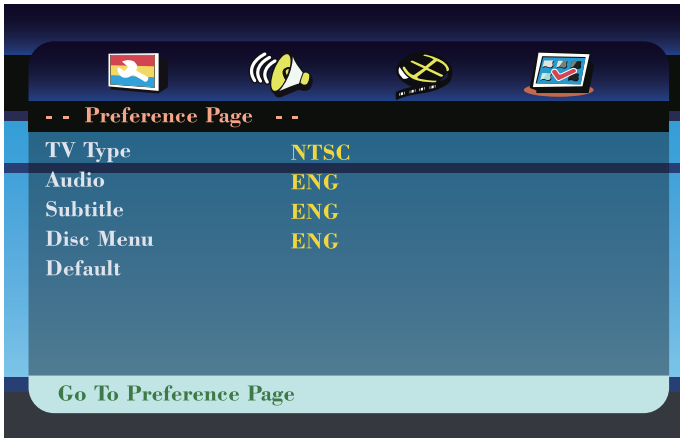 - - Preference Page - -
TV Type NTSC
Audio ENG
Subtitle ENG
Disc Menu ENG
Default
Go To Preference Page